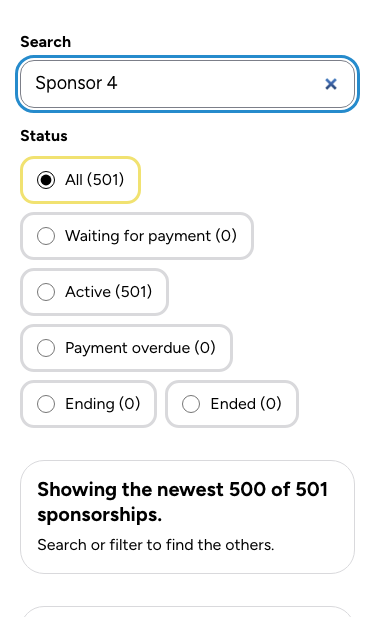 Search
Sponsor 4
Status
All (501)
Waiting for payment (0)
Active (501)
Payment overdue (0)
Ending (0)
Ended (0)
Showing the newest 500 of 501
sponsorships.
Search or filter to find the others.